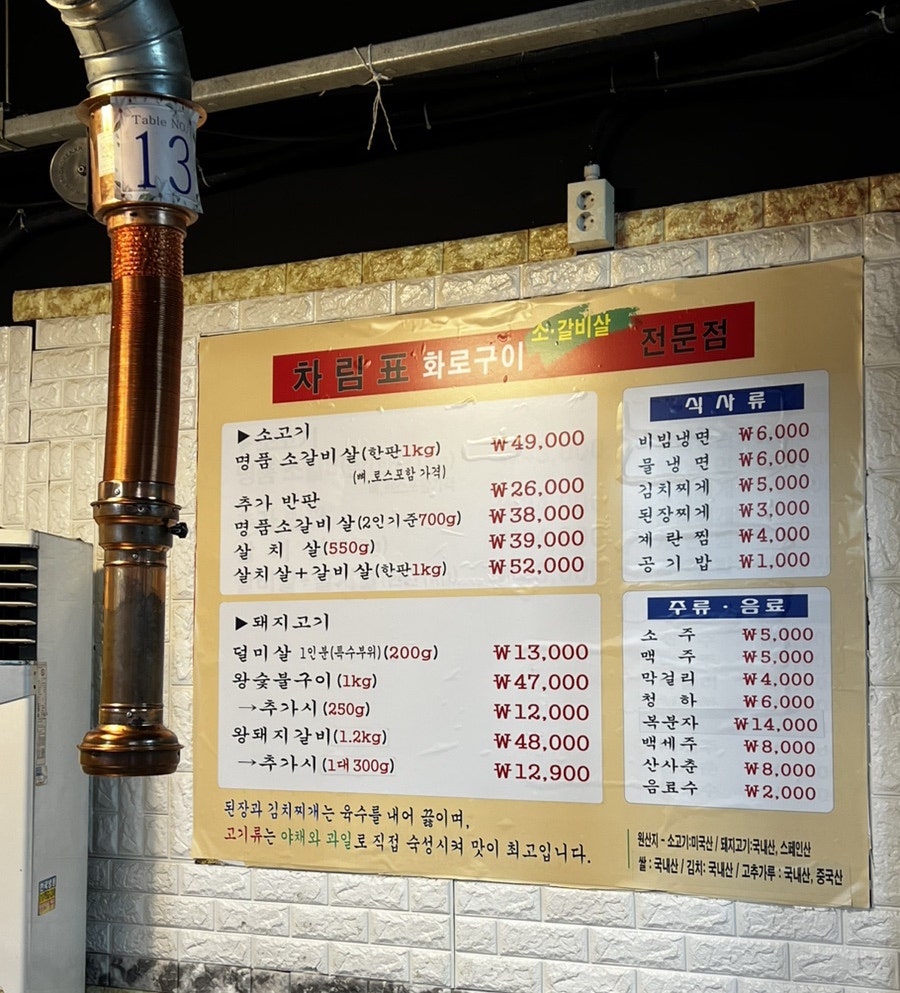 Table NO.
13
차림표 화로구이 소·갈비살 전문점
▶소고기
명품 소갈비살(한판1kg) ₩49,000
(뼈,로스포함 가격)
추가 반판 ₩26,000
명품소갈비살(2인기준700g) ₩38,000
살 치 살(550g) ₩39,000
살치살+갈비살(한판1kg) ₩52,000
▶돼지고기
덜미살 1인분(특수부위)(200g) ₩13,000
왕숯불구이(1kg) ₩47,000
→추가시(250g) ₩12,000
왕돼지갈비(1.2kg) ₩48,000
→추가시(1대300g) ₩12,900
식사류
비빔냉면 ₩6,000
물냉면 ₩6,000
김치찌게 ₩5,000
된장찌게 ₩3,000
계란찜 ₩4,000
공기밥 ₩1,000
주류·음료
소주 ₩5,000
맥주 ₩5,000
막걸리 ₩4,000
청하 ₩6,000
복분자 ₩14,000
백세주 ₩8,000
산사춘 ₩8,000
음료수 ₩2,000
된장과 김치찌개는 육수를 내어 끓이며,
고기류는 야채와 과일로 직접 숙성시켜 맛이 최고입니다.
원산지 - 소고기:미국산 / 돼지고기:국내산, 스페인산
쌀 : 국내산 / 김치: 국내산 / 고추가루 : 국내산, 중국산